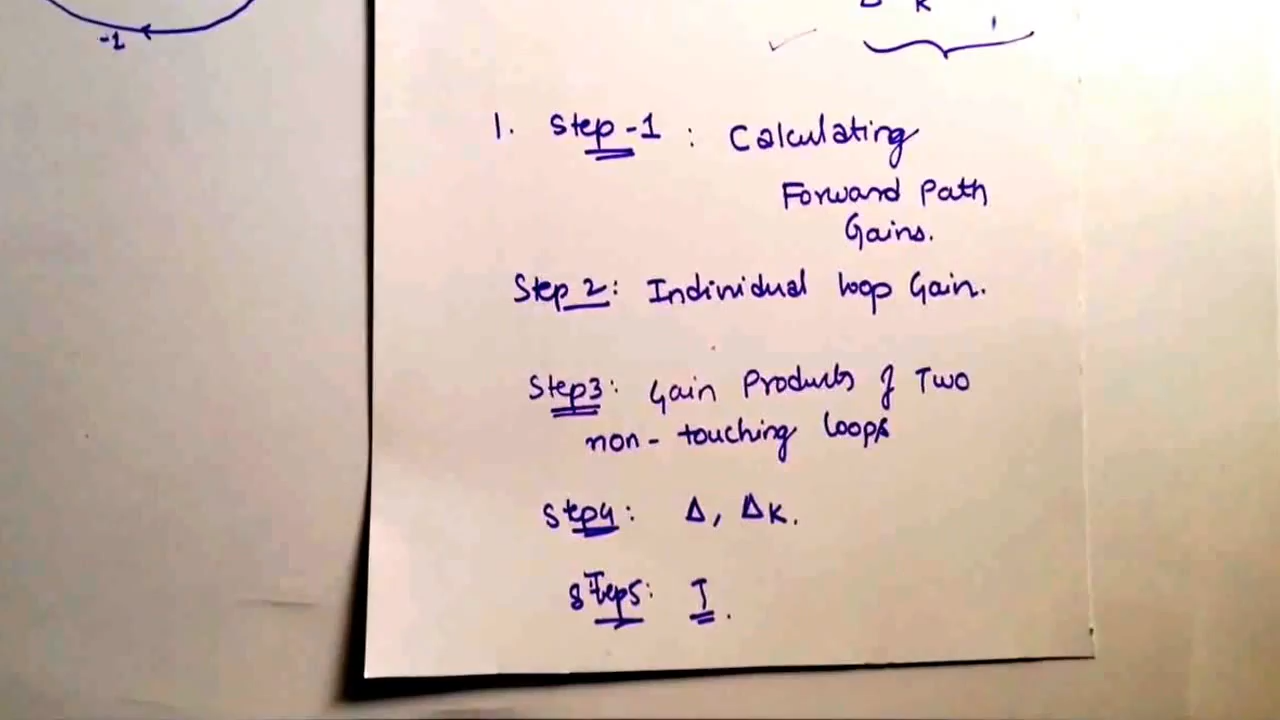 -1
Δ K
1. Step-1 : Calculating
Forward Path
Gains.
Step 2: Individual loop Gain.
Step3: Gain Products of Two
non-touching loops
Step4: Δ, ΔK.
STep5: T.